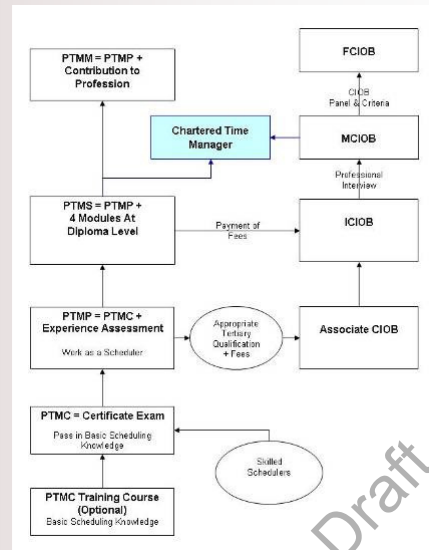 PTMM = PTMP +
Contribution to
Profession
FCIOB
CIOB
Panel & Criteria
Chartered Time
Manager
MCIOB
Professional
Interview
PTMS = PTMP +
4 Modules At
Diploma Level
Payment of
Fees
ICIOB
PTMP = PTMC +
Experience Assessment
Work as a Scheduler
Appropriate
Tertiary
Qualification
+ Fees
Associate CIOB
PTMC = Certificate Exam
Pass in Basic Scheduling
Knowledge
Skilled
Schedulers
PTMC Training Course
(Optional)
Basic Scheduling Knowledge
Draft